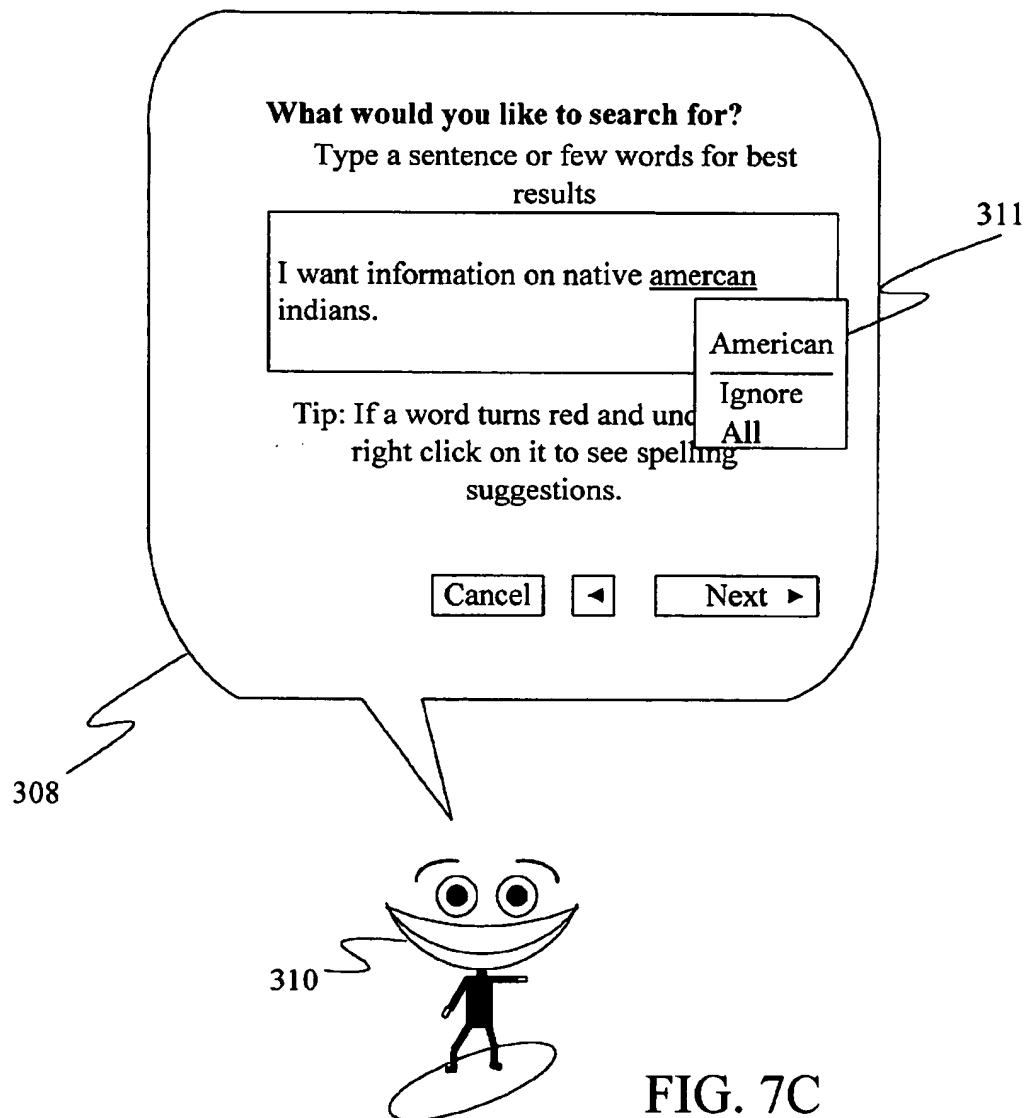 What would you like to search for?
Type a sentence or few words for best
results
311
I want information on native amercan
indians.
American
Ignore
All
Tip: If a word turns red and und
right click on it to see spelling
suggestions.
Cancel ◄ Next ►
308
310
FIG. 7C